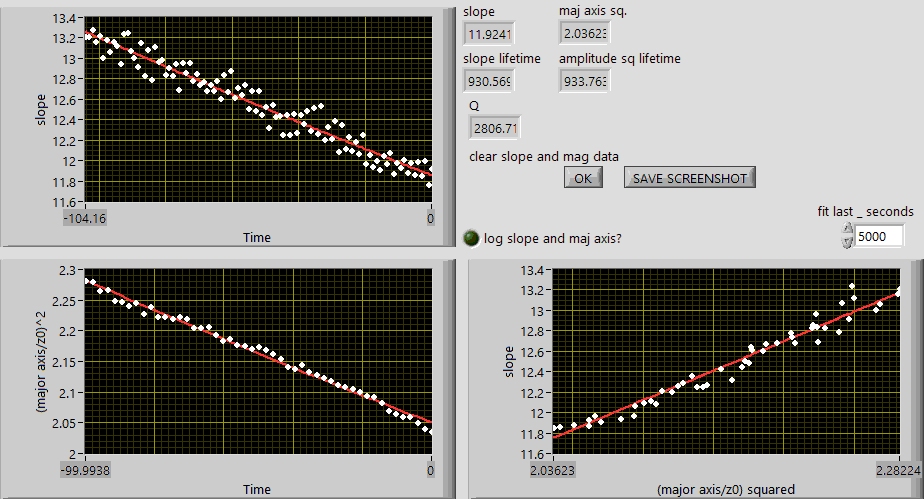 13.4
13.2
13
12.8
12.6
12.4
12.2
12
11.8
11.6
slope
-104.16
0
Time
slope
maj axis sq.
11.9241
2.03623
slope lifetime
amplitude sq lifetime
930.569
933.763
Q
2806.71
clear slope and mag data
OK
SAVE SCREENSHOT
fit last _ seconds
log slope and maj axis?
5000
2.3
2.25
2.2
2.15
2.1
2.05
2
(major axis/z0)^2
-99.9938
0
Time
13.4
13.2
13
12.8
12.6
12.4
12.2
12
11.8
11.6
slope
2.03623
2.28224
(major axis/z0) squared